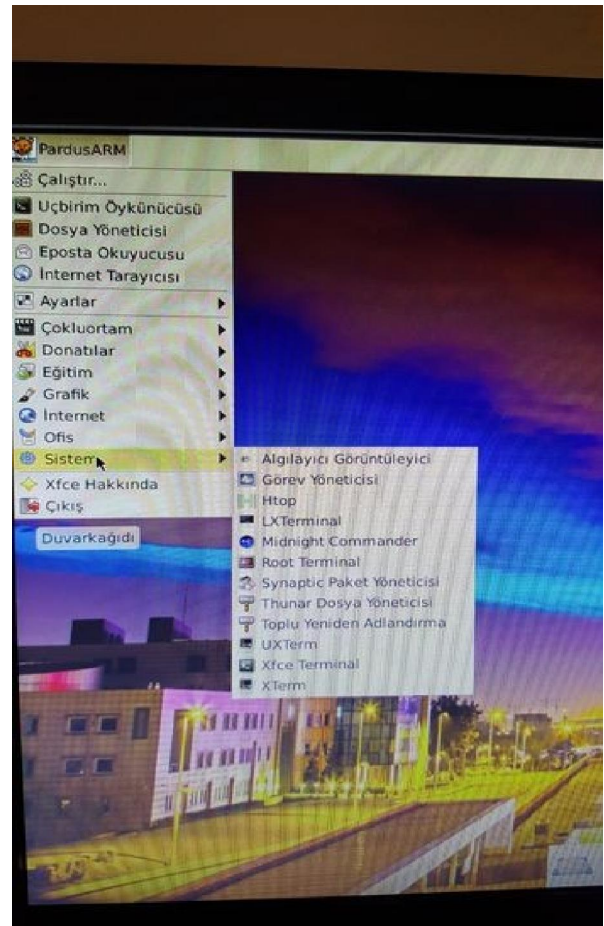 PardusARM
Çalıştır...
Uçbirim Öykünücüsü
Dosya Yöneticisi
Eposta Okuyucusu
İnternet Tarayıcısı
Ayarlar
Çokluortam
Donatılar
Eğitim
Grafik
İnternet
Ofis
Sistem
Xfce Hakkında
Çıkış
Duvarkağıdı
Algılayıcı Görüntüleyici
Görev Yöneticisi
Htop
LXTerminal
Midnight Commander
Root Terminal
Synaptic Paket Yöneticisi
Thunar Dosya Yöneticisi
Toplu Yeniden Adlandırma
UXTerm
Xfce Terminal
XTerm